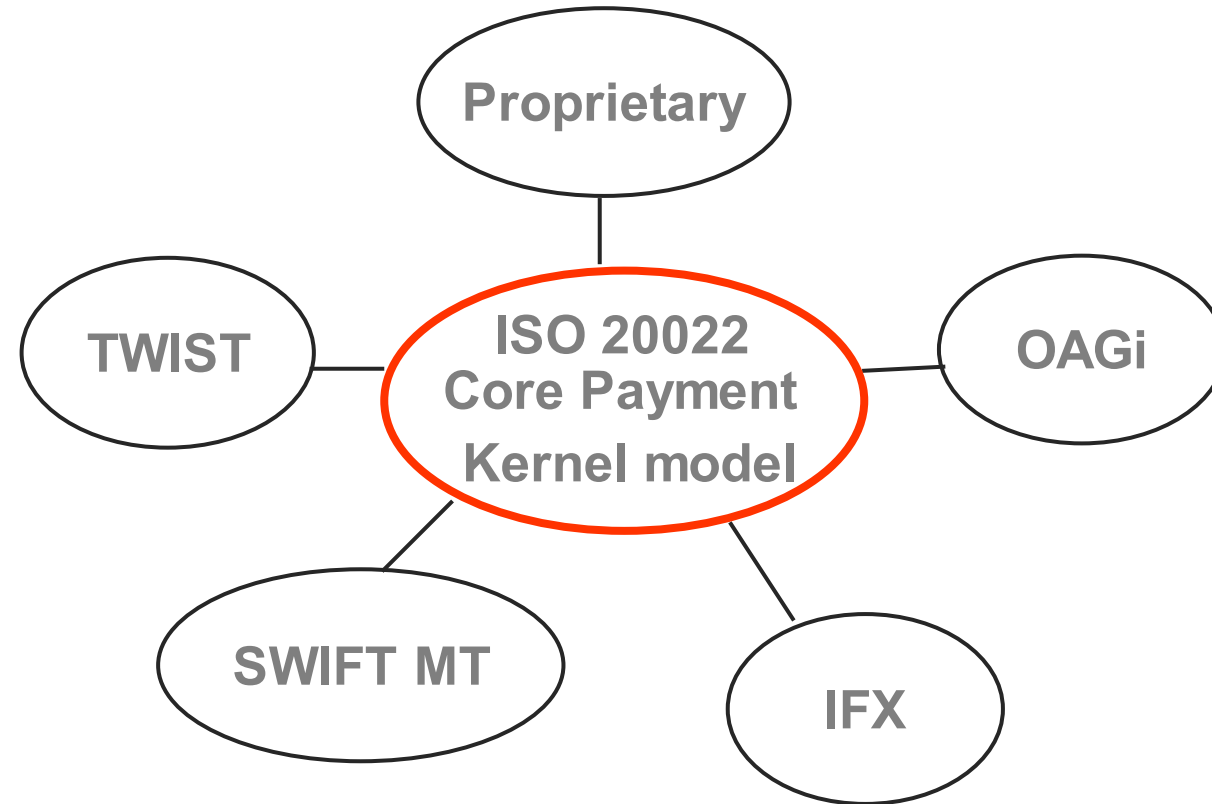 Proprietary
TWIST
ISO 20022
Core Payment
Kernel model
OAGi
SWIFT MT
IFX